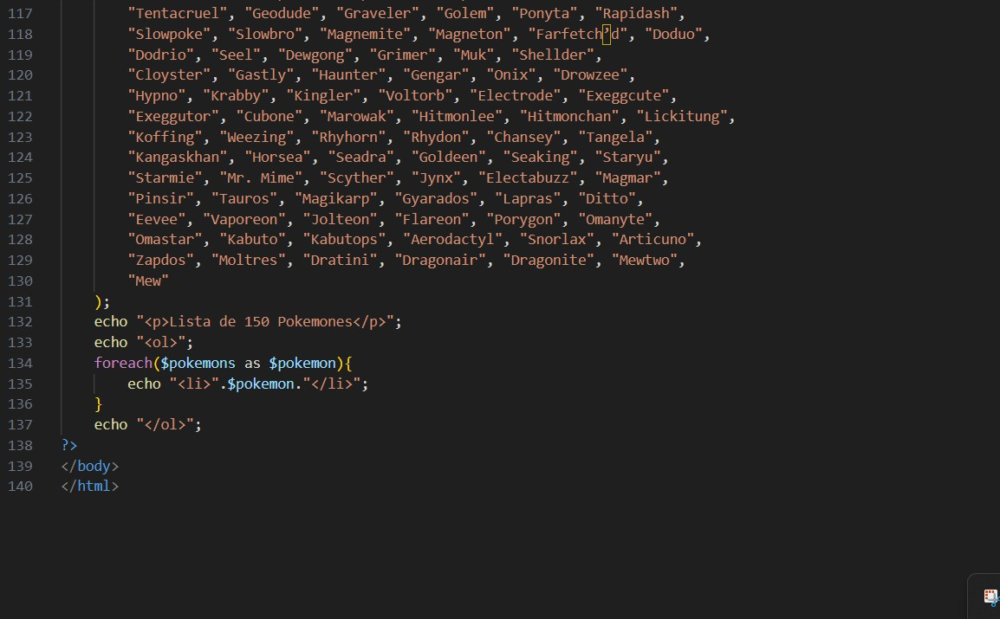 117 "Tentacruel", "Geodude", "Graveler", "Golem", "Ponyta", "Rapidash",
118 "Slowpoke", "Slowbro", "Magnemite", "Magneton", "Farfetch’d", "Doduo",
119 "Dodrio", "Seel", "Dewgong", "Grimer", "Muk", "Shellder",
120 "Cloyster", "Gastly", "Haunter", "Gengar", "Onix", "Drowzee",
121 "Hypno", "Krabby", "Kingler", "Voltorb", "Electrode", "Exeggcute",
122 "Exeggutor", "Cubone", "Marowak", "Hitmonlee", "Hitmonchan", "Lickitung",
123 "Koffing", "Weezing", "Rhyhorn", "Rhydon", "Chansey", "Tangela",
124 "Kangaskhan", "Horsea", "Seadra", "Goldeen", "Seaking", "Staryu",
125 "Starmie", "Mr. Mime", "Scyther", "Jynx", "Electabuzz", "Magmar",
126 "Pinsir", "Tauros", "Magikarp", "Gyarados", "Lapras", "Ditto",
127 "Eevee", "Vaporeon", "Jolteon", "Flareon", "Porygon", "Omanyte",
128 "Omastar", "Kabuto", "Kabutops", "Aerodactyl", "Snorlax", "Articuno",
129 "Zapdos", "Moltres", "Dratini", "Dragonair", "Dragonite", "Mewtwo",
130 "Mew"
131 );
132 echo "<p>Lista de 150 Pokemones</p>";
133 echo "<ol>";
134 foreach($pokemons as $pokemon){
135 echo "<li>".$pokemon."</li>";
136 }
137 echo "</ol>";
138 ?>
139 </body>
140 </html>